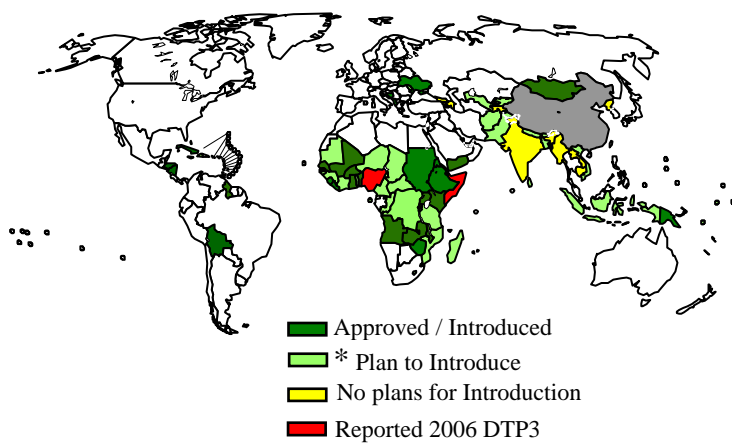 Approved / Introduced
* Plan to Introduce
No plans for Introduction
Reported 2006 DTP3